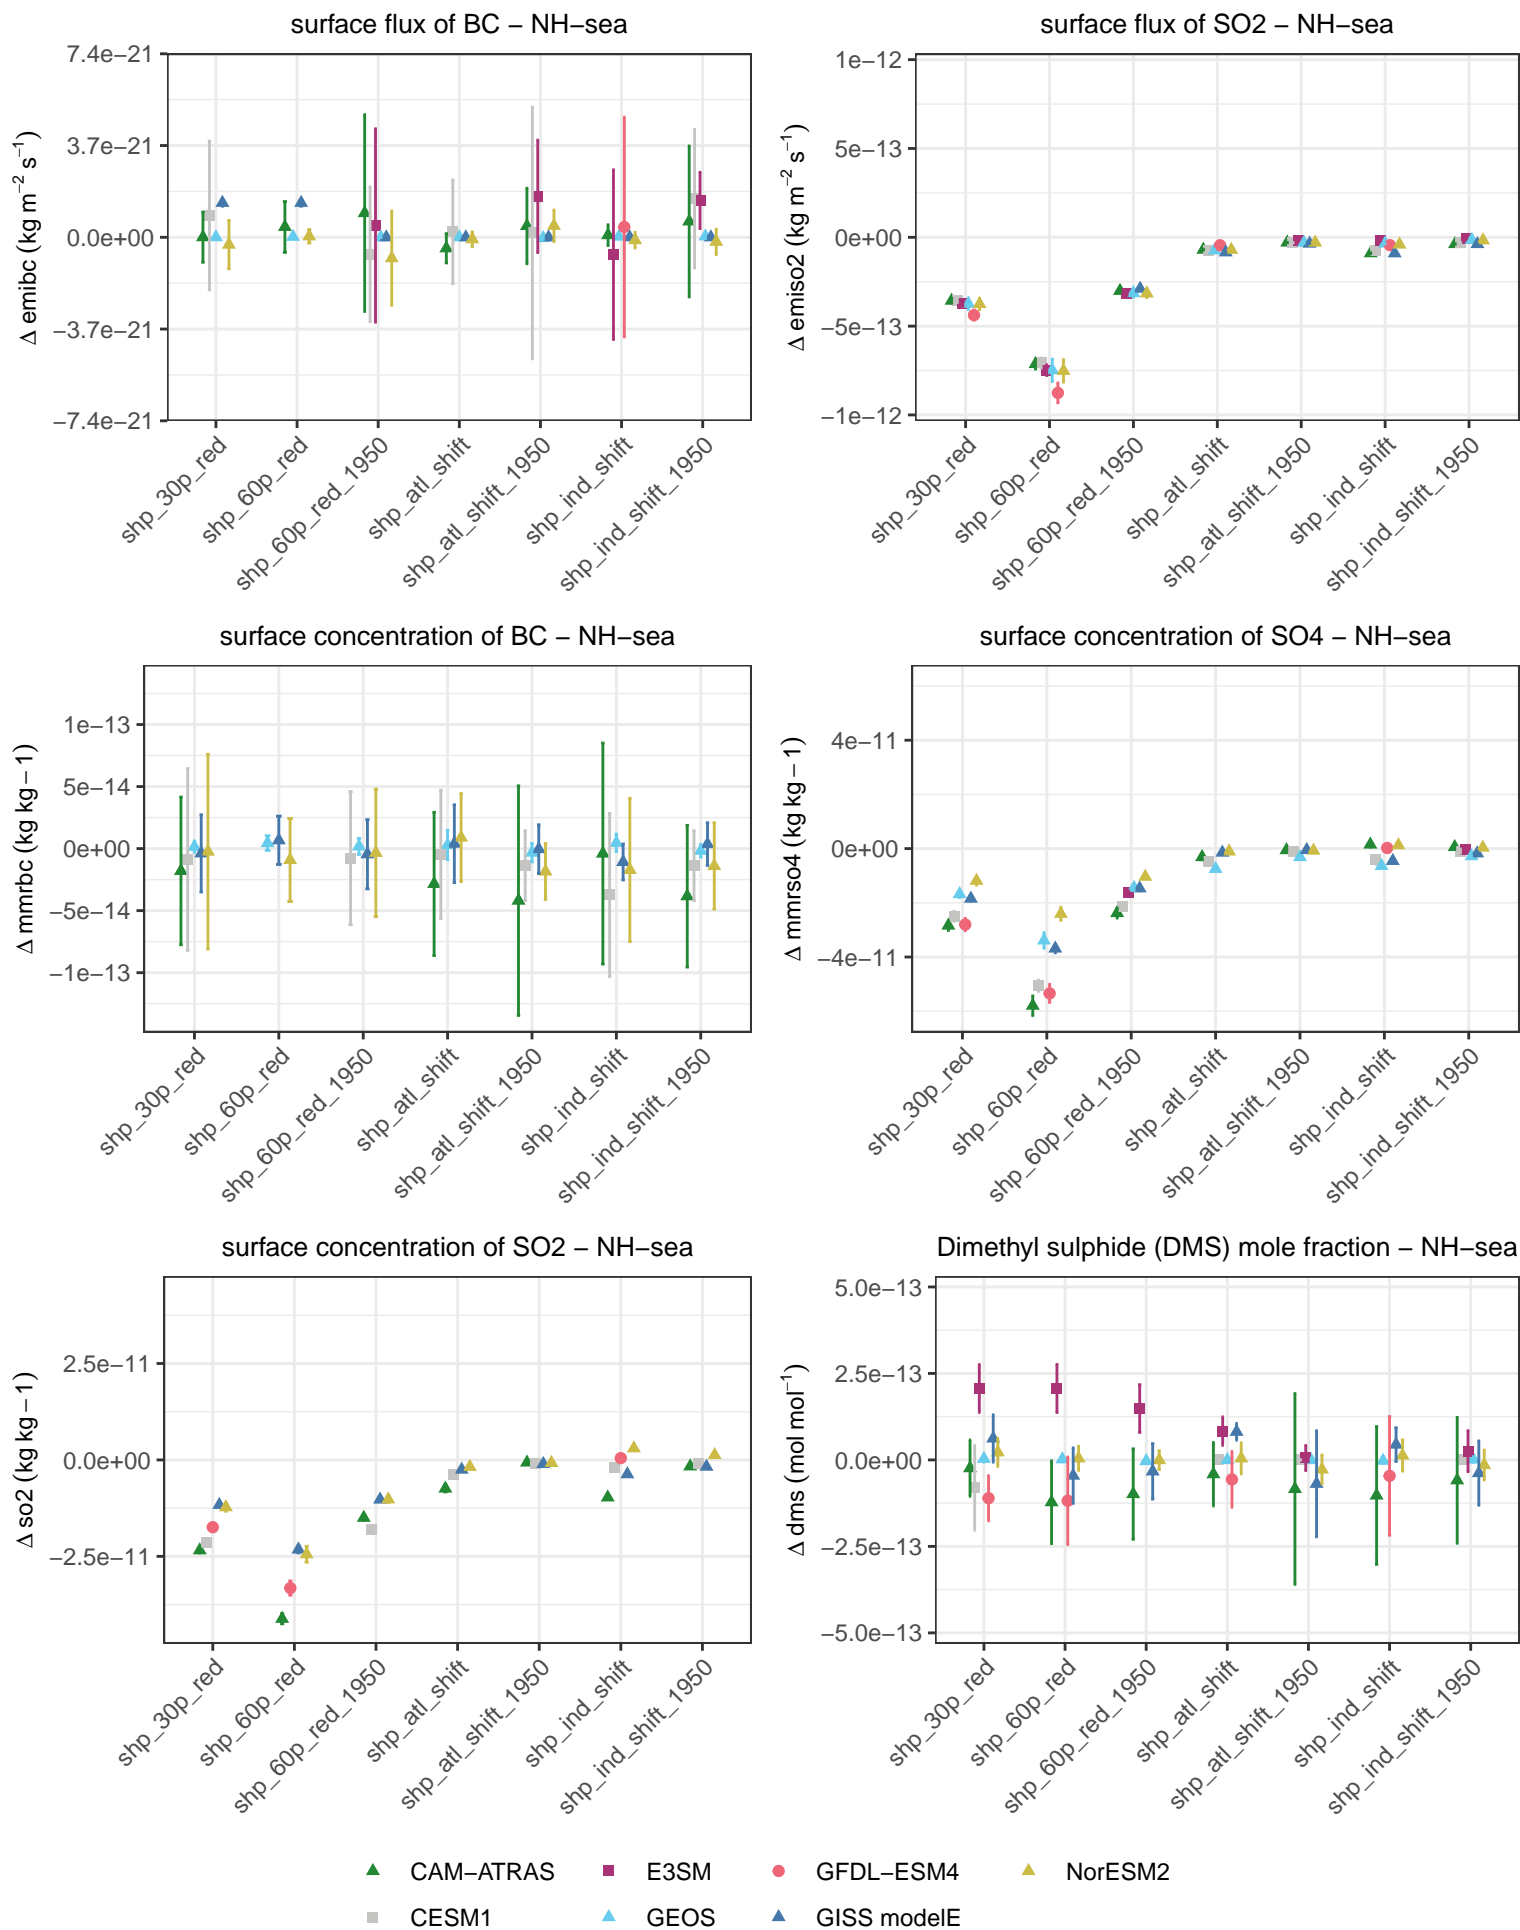 surface flux of BC − NH−sea
7.4e−21
3.7e−21
0.0e+00
−3.7e−21
−7.4e−21
Δ emibc (kg m−2 s−1)
shp_30p_red
shp_60p_red
shp_60p_red_1950
shp_atl_shift
shp_atl_shift_1950
shp_ind_shift
shp_ind_shift_1950
surface flux of SO2 − NH−sea
1e−12
5e−13
0e+00
−5e−13
−1e−12
Δ emiso2 (kg m−2 s−1)
shp_30p_red
shp_60p_red
shp_60p_red_1950
shp_atl_shift
shp_atl_shift_1950
shp_ind_shift
shp_ind_shift_1950
surface concentration of BC − NH−sea
1e−13
5e−14
0e+00
−5e−14
−1e−13
Δ mmrbc (kg kg − 1)
shp_30p_red
shp_60p_red
shp_60p_red_1950
shp_atl_shift
shp_atl_shift_1950
shp_ind_shift
shp_ind_shift_1950
surface concentration of SO4 − NH−sea
4e−11
0e+00
−4e−11
Δ mmrso4 (kg kg − 1)
shp_30p_red
shp_60p_red
shp_60p_red_1950
shp_atl_shift
shp_atl_shift_1950
shp_ind_shift
shp_ind_shift_1950
surface concentration of SO2 − NH−sea
2.5e−11
0.0e+00
−2.5e−11
Δ so2 (kg kg − 1)
shp_30p_red
shp_60p_red
shp_60p_red_1950
shp_atl_shift
shp_atl_shift_1950
shp_ind_shift
shp_ind_shift_1950
Dimethyl sulphide (DMS) mole fraction − NH−sea
5.0e−13
2.5e−13
0.0e+00
−2.5e−13
−5.0e−13
Δ dms (mol mol−1)
shp_30p_red
shp_60p_red
shp_60p_red_1950
shp_atl_shift
shp_atl_shift_1950
shp_ind_shift
shp_ind_shift_1950
CAM−ATRAS E3SM GFDL−ESM4 NorESM2
CESM1 GEOS GISS modelE